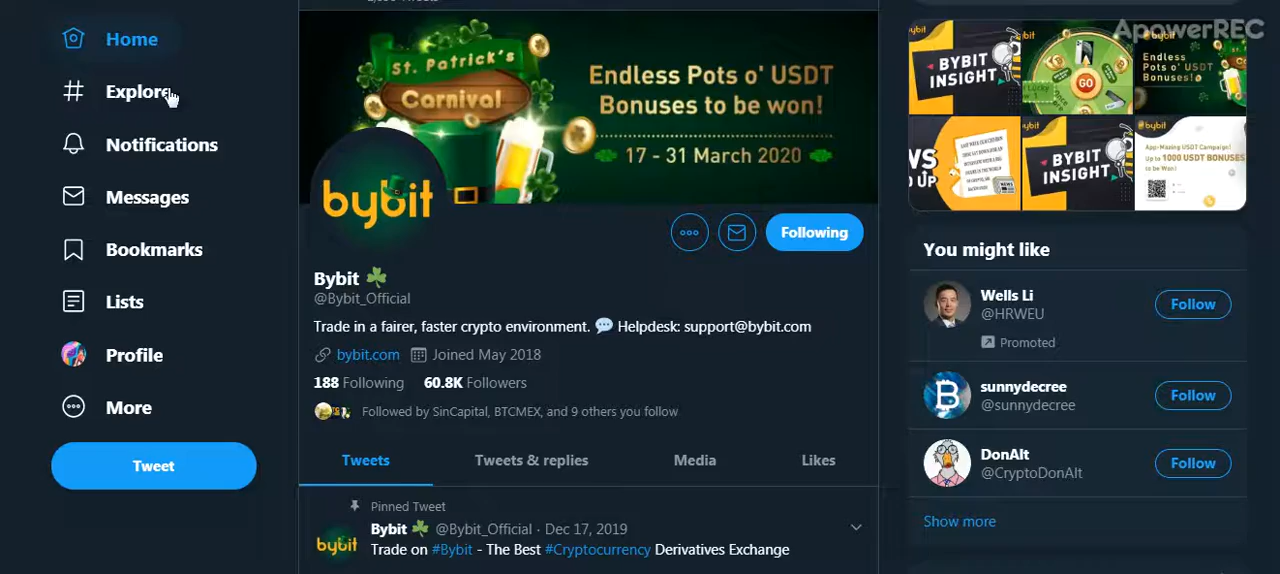 ApowerREC
Home
Explore
Notifications
Messages
Bookmarks
Lists
Profile
More
Tweet
St. Patrick's
Carnival
Endless Pots o' USDT
Bonuses to be won!
17 - 31 March 2020
bybit
Following
Bybit
@Bybit_Official
Trade in a fairer, faster crypto environment. 💬 Helpdesk: support@bybit.com
bybit.com Joined May 2018
188 Following 60.8K Followers
Followed by SinCapital, BTCMEX, and 9 others you follow
Tweets Tweets & replies Media Likes
Pinned Tweet
Bybit ☘️ @Bybit_Official · Dec 17, 2019
bybit
Trade on #Bybit - The Best #Cryptocurrency Derivatives Exchange
BYBIT
INSIGHT
GO
Endless
Pots o' USDT
Bonuses!
BYBIT
INSIGHT
bybit
App-Mazing USDT Campaign!
Up to 1000 USDT BONUSES
to be Won!
You might like
Wells Li
@HRWEU
Promoted
Follow
sunnydecree
@sunnydecree
Follow
DonAlt
@CryptoDonAlt
Follow
Show more